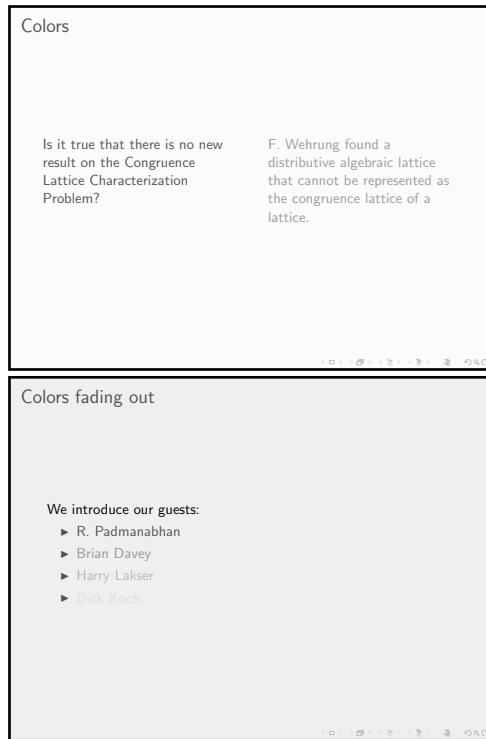 Colors
Is it true that there is no new
result on the Congruence
Lattice Characterization
Problem?
F. Wehrung found a
distributive algebraic lattice
that cannot be represented as
the congruence lattice of a
lattice.
Colors fading out
We introduce our guests:
► R. Padmanabhan
► Brian Davey
► Harry Lakser
► Dick Koch